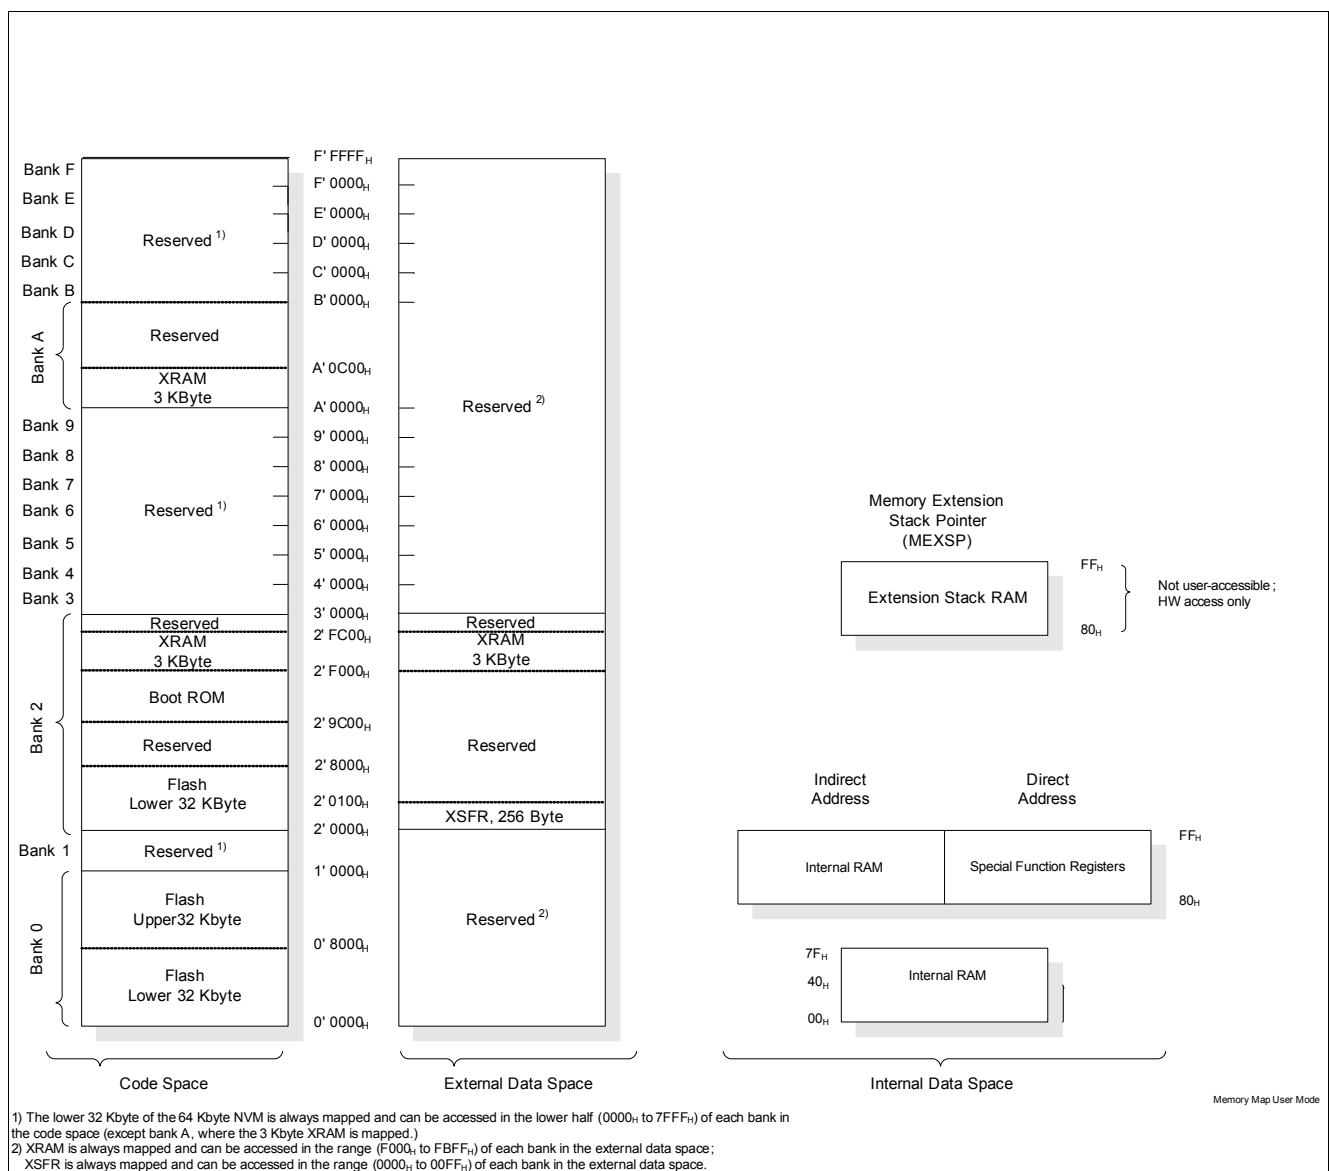 Bank F
Bank E
Bank D
Bank C
Bank B
Bank A
Bank 9
Bank 8
Bank 7
Bank 6
Bank 5
Bank 4
Bank 3
Bank 2
Bank 1
Bank 0
Reserved 1)
Reserved
XRAM
3 KByte
Reserved 1)
Reserved
XRAM
3 KByte
Boot ROM
Reserved
Flash
Lower 32 KByte
Reserved 1)
Flash
Upper32 Kbyte
Flash
Lower 32 Kbyte
F' FFFFH
F' 0000H
E' 0000H
D' 0000H
C' 0000H
B' 0000H
A' 0C00H
A' 0000H
9' 0000H
8' 0000H
7' 0000H
6' 0000H
5' 0000H
4' 0000H
3' 0000H
2' FC00H
2' F000H
2' 9C00H
2' 8000H
2' 0100H
2' 0000H
1' 0000H
0' 8000H
0' 0000H
Reserved 2)
Reserved
XRAM
3 KByte
Reserved
XSFR, 256 Byte
Reserved 2)
Memory Extension
Stack Pointer
(MEXSP)
Extension Stack RAM
FFH
80H
Not user-accessible ;
HW access only
Indirect
Address
Direct
Address
Internal RAM
Special Function Registers
FFH
80H
7FH
40H
00H
Internal RAM
Code Space
External Data Space
Internal Data Space
Memory Map User Mode
1) The lower 32 Kbyte of the 64 Kbyte NVM is always mapped and can be accessed in the lower half (0000H to 7FFFH) of each bank in
the code space (except bank A, where the 3 Kbyte XRAM is mapped.)
2) XRAM is always mapped and can be accessed in the range (F000H to FBFFH) of each bank in the external data space;
XSFR is always mapped and can be accessed in the range (0000H to 00FFH) of each bank in the external data space.